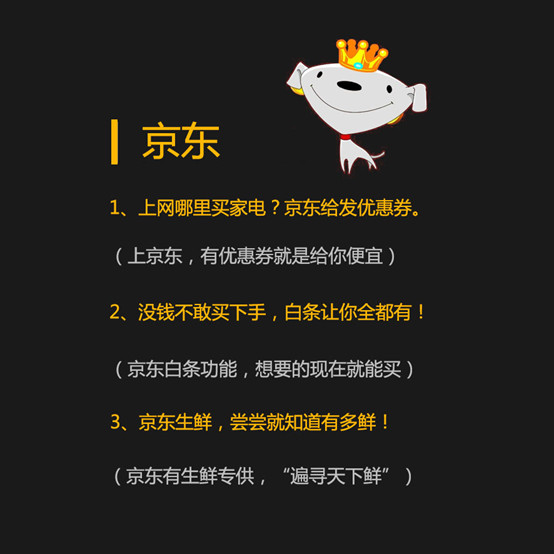 京东
1、上网哪里买家电？京东给发优惠券。
（上京东，有优惠券就是给你便宜）
2、没钱不敢买下手，白条让你全都有！
（京东白条功能，想要的现在就能买）
3、京东生鲜，尝尝就知道有多鲜！
（京东有生鲜专供，“遍寻天下鲜”）